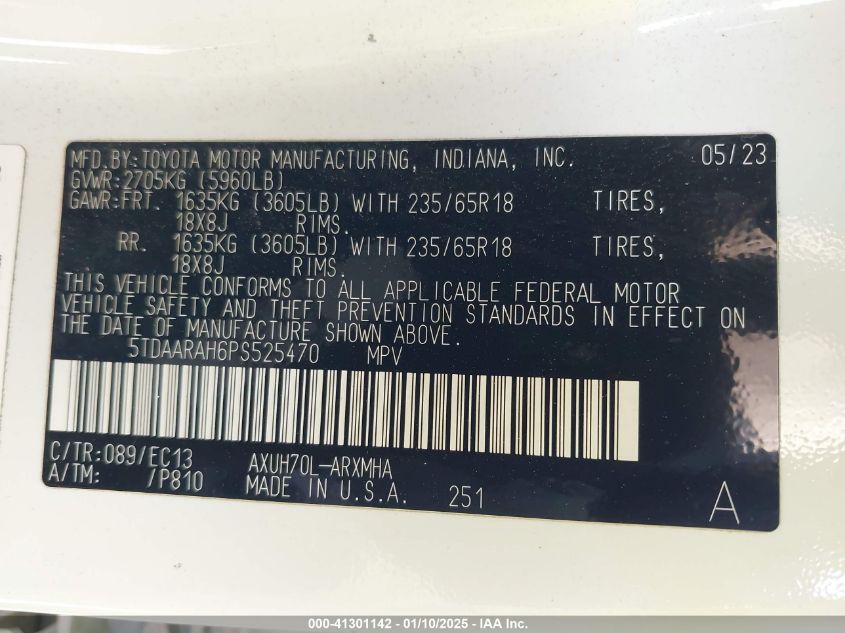 MFD.BY:TOYOTA MOTOR MANUFACTURING, INDIANA, INC. 05/23
GVWR:2705KG (5960LB)
GAWR:FRT. 1635KG (3605LB) WITH 235/65R18 TIRES,
18X8J RIMS.
RR. 1635KG (3605LB) WITH 235/65R18 TIRES,
18X8J RIMS.
THIS VEHICLE CONFORMS TO ALL APPLICABLE FEDERAL MOTOR
VEHICLE SAFETY AND THEFT PREVENTION STANDARDS IN EFFECT ON
THE DATE OF MANUFACTURE SHOWN ABOVE.
5TDAARAH6PS525470 MPV
C/TR:089/EC13 AXUH70L-ARXMHA
A/TM: /P810 MADE IN U.S.A. 251 A
000-41301142 — 01/10/2025 — IAA Inc.